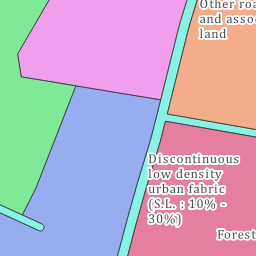 Other roa
and assoc
land
Discontinuous
low density
urban fabric
(S.L. : 10% -
30%)
Forest